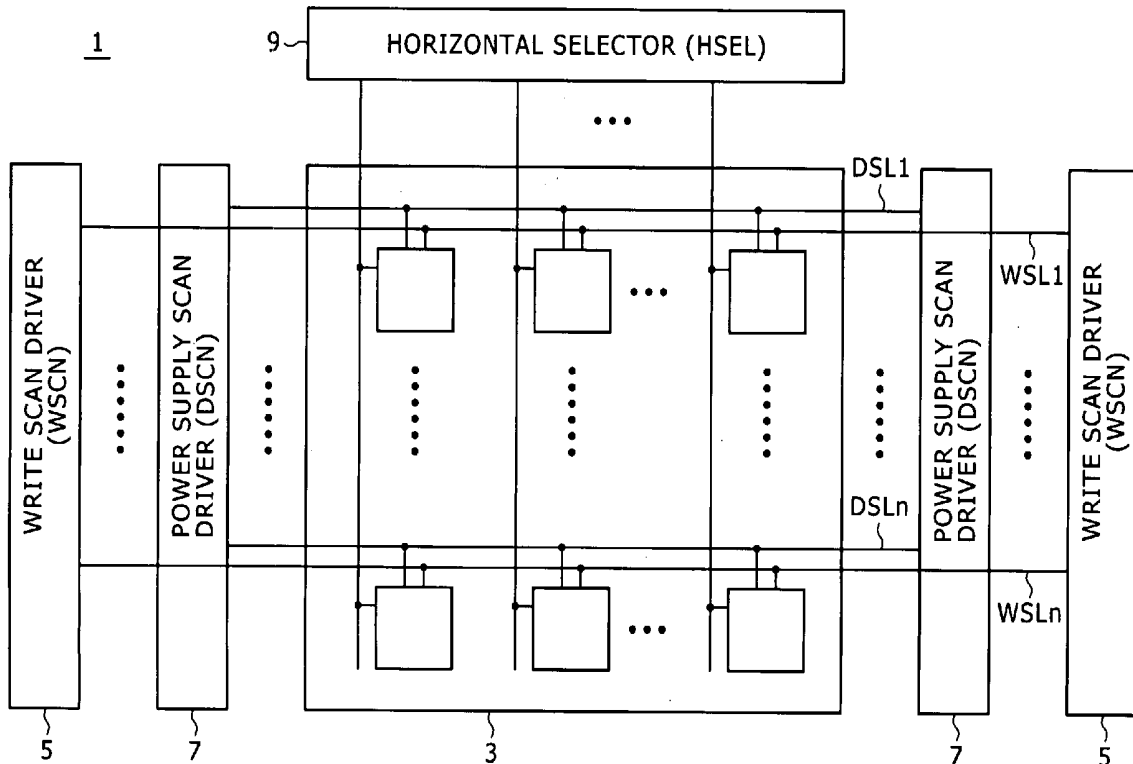 1
9
HORIZONTAL SELECTOR (HSEL)
DSL1
WSL1
WRITE SCAN DRIVER
(WSCN)
POWER SUPPLY SCAN
DRIVER (DSCN)
POWER SUPPLY SCAN
DRIVER (DSCN)
WRITE SCAN DRIVER
(WSCN)
DSLn
WSLn
5
7
3
7
5